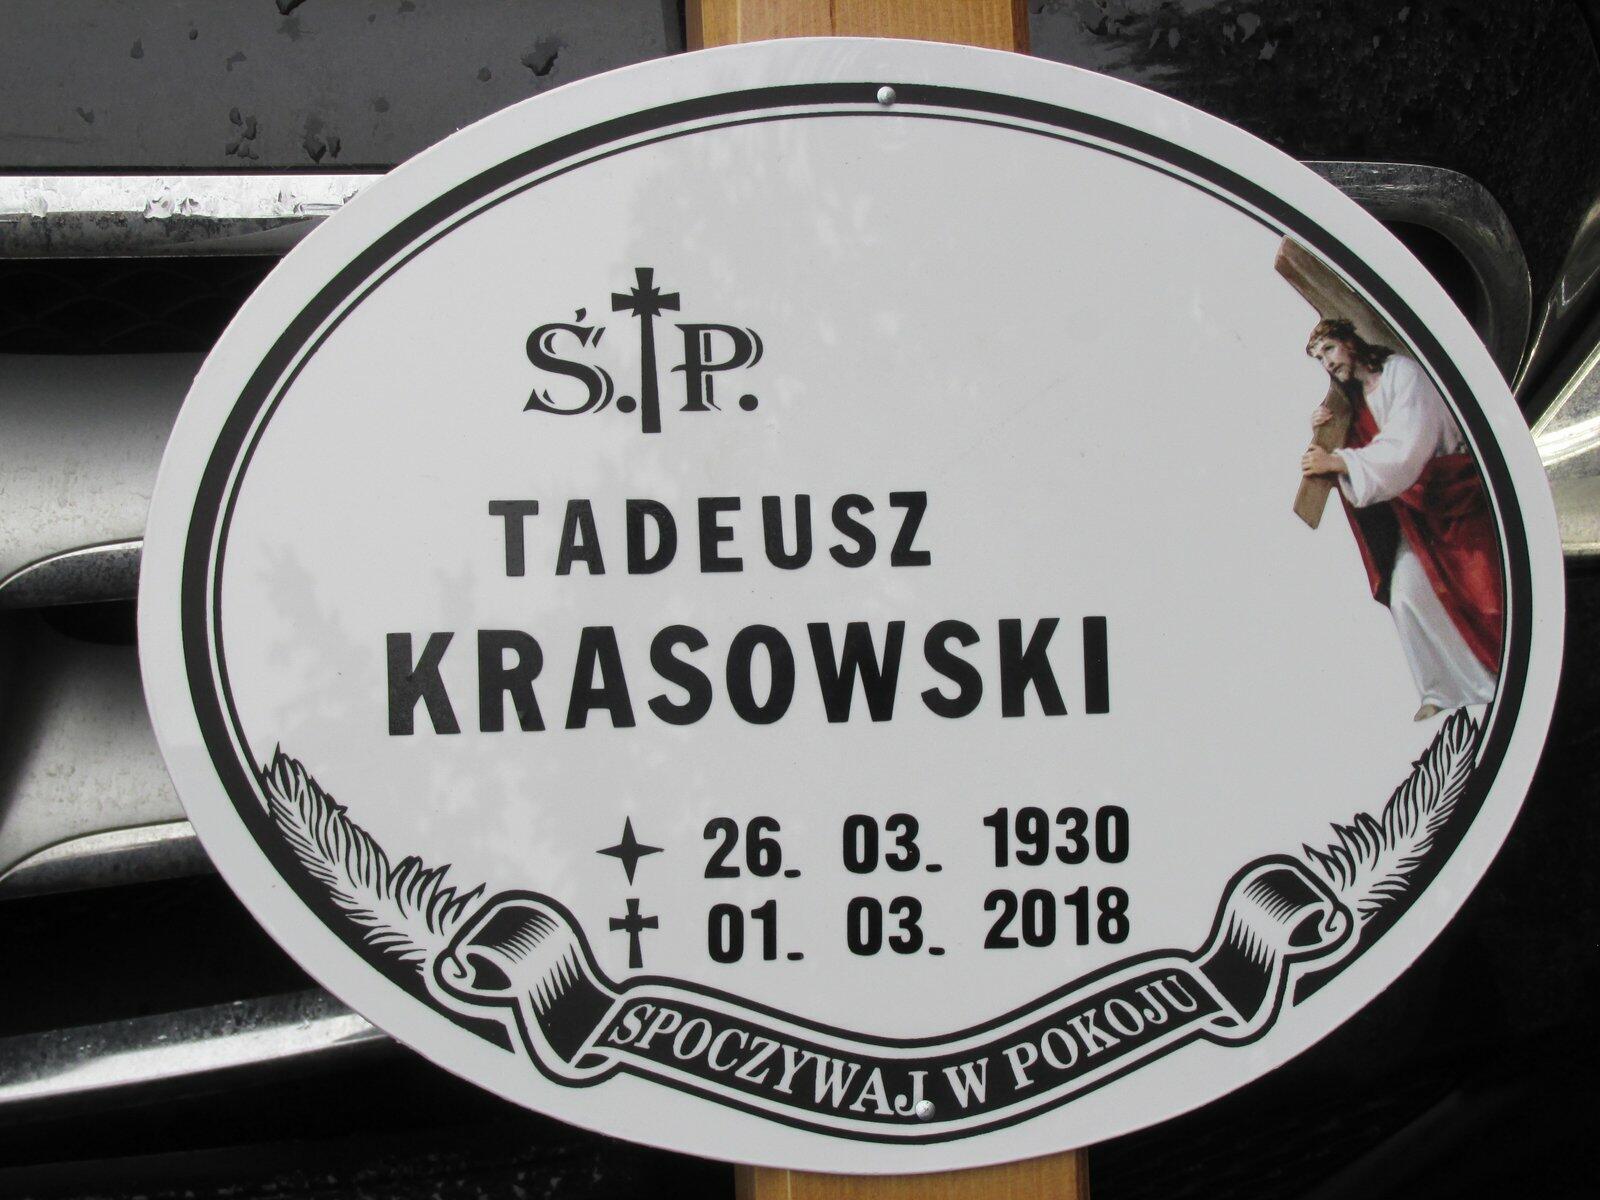 Ś.P.
TADEUSZ
KRASOWSKI
26. 03. 1930
01. 03. 2018
SPOCZYWAJ W POKOJU